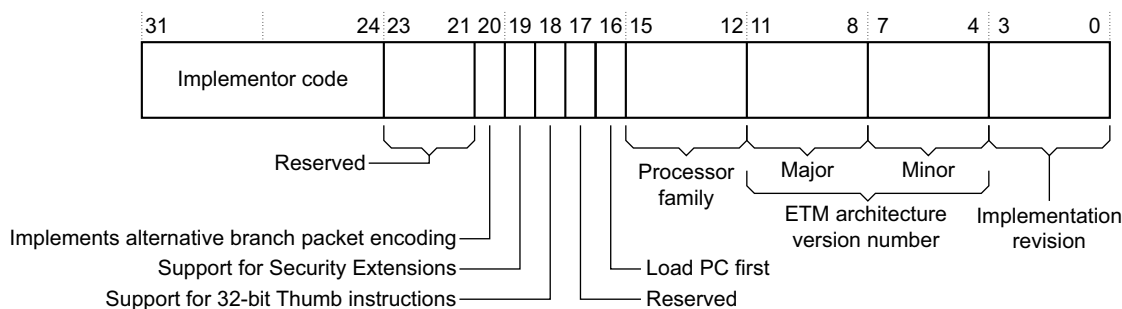 31 24 23 21 20 19 18 17 16 15 12 11 8 7 4 3 0
Implementor code
Reserved
Processor
family
Major
Minor
ETM architecture
version number
Implementation
revision
Implements alternative branch packet encoding
Support for Security Extensions
Load PC first
Support for 32-bit Thumb instructions
Reserved